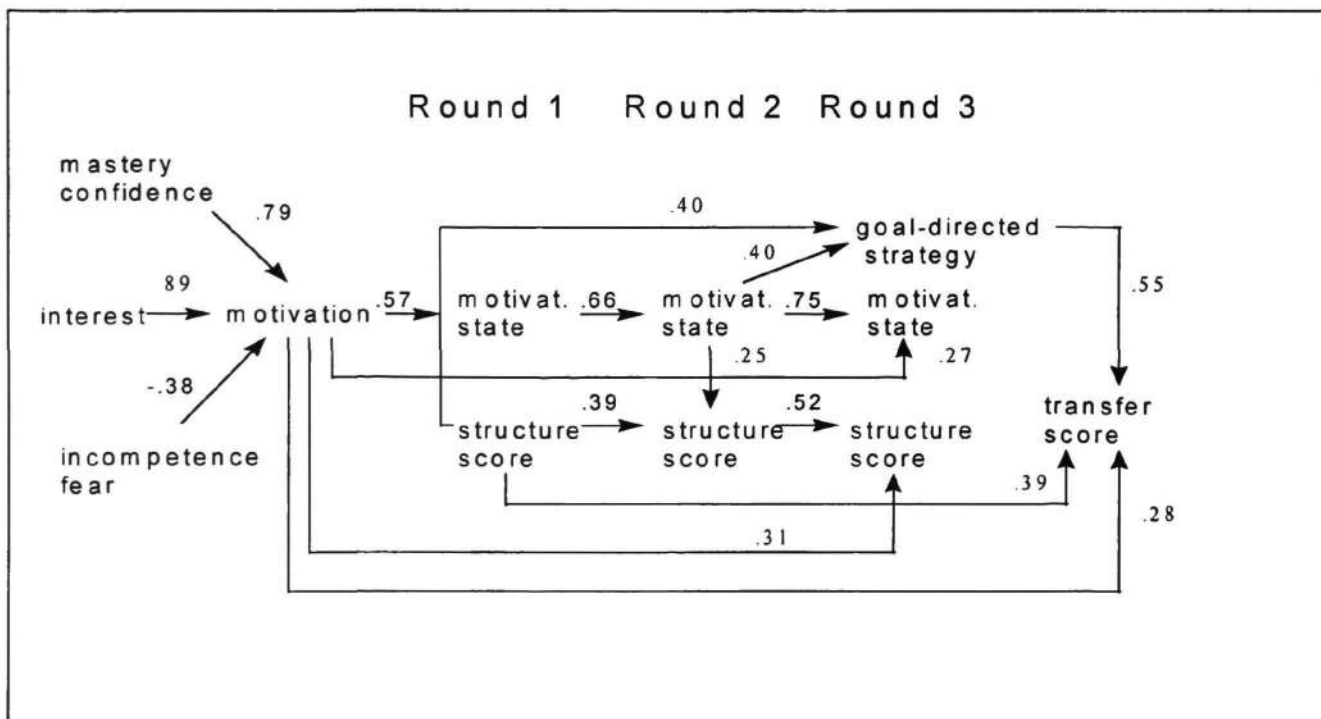 Round 1 Round 2 Round 3
mastery
confidence
.79
.40
goal-directed
strategy
.40
.55
interest
89
motivation
.57
motivat.
state
.66
motivat.
state
.75
motivat.
state
-.38
.25
.27
incompetence
fear
structure
score
.39
structure
score
.52
structure
score
transfer
score
.39
.31
.28